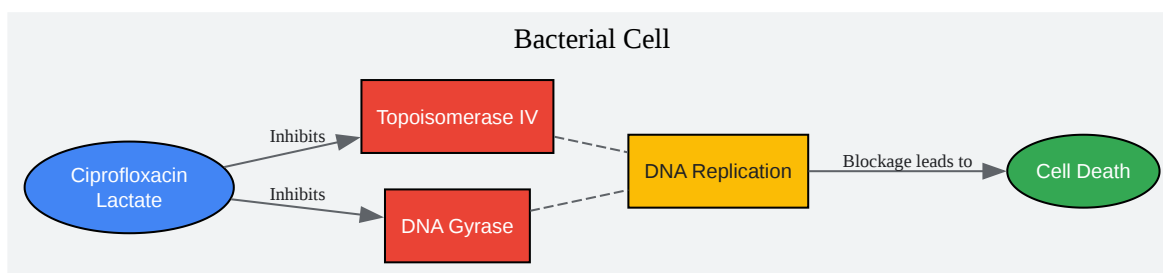 Bacterial Cell
Ciprofloxacin
Lactate
Inhibits
Inhibits
Topoisomerase IV
DNA Gyrase
DNA Replication
Blockage leads to
Cell Death